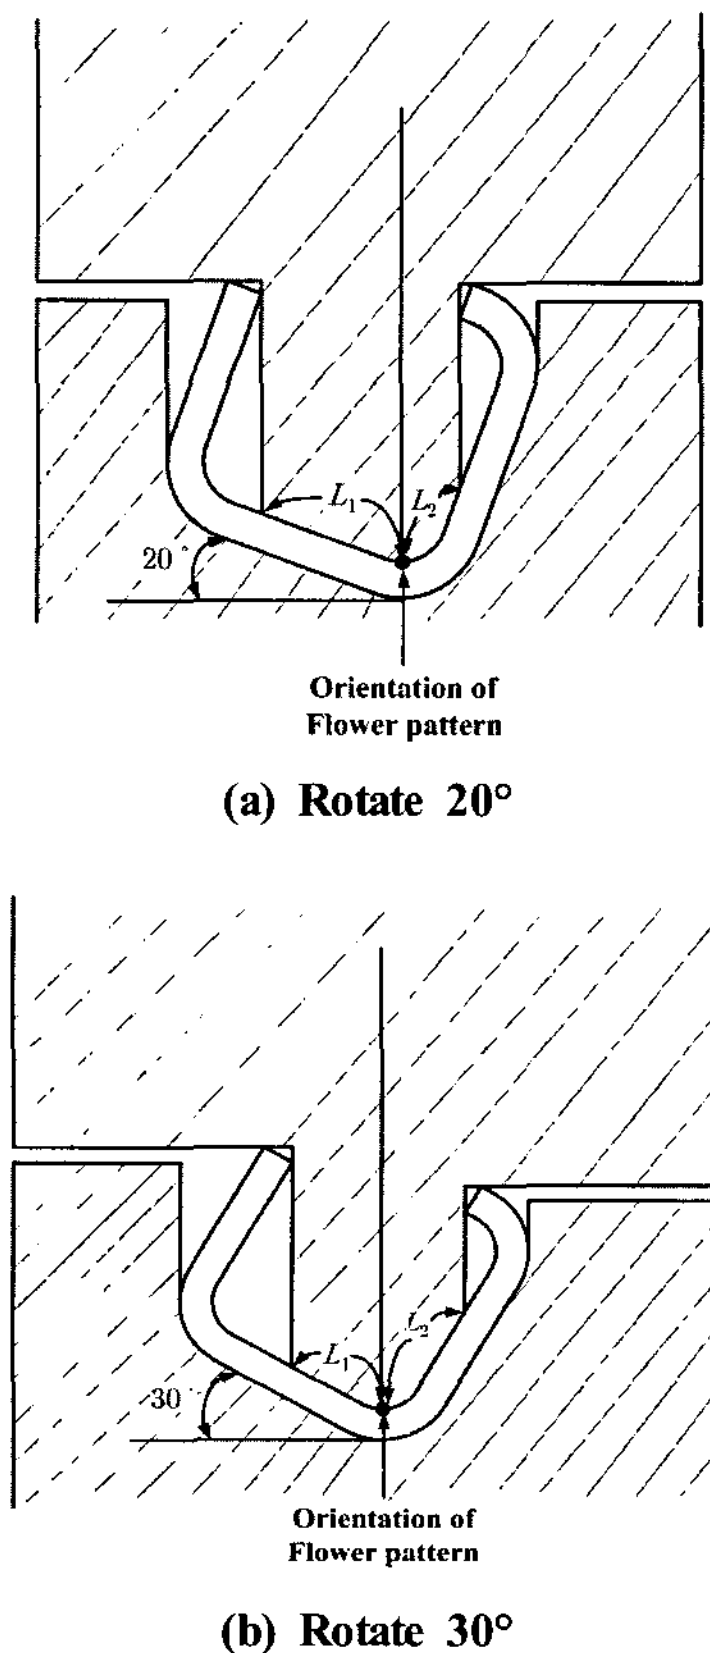 L₁
L₂
20°
Orientation of
Flower pattern
(a) Rotate 20°
L₁
L₂
30
Orientation of
Flower pattern
(b) Rotate 30°